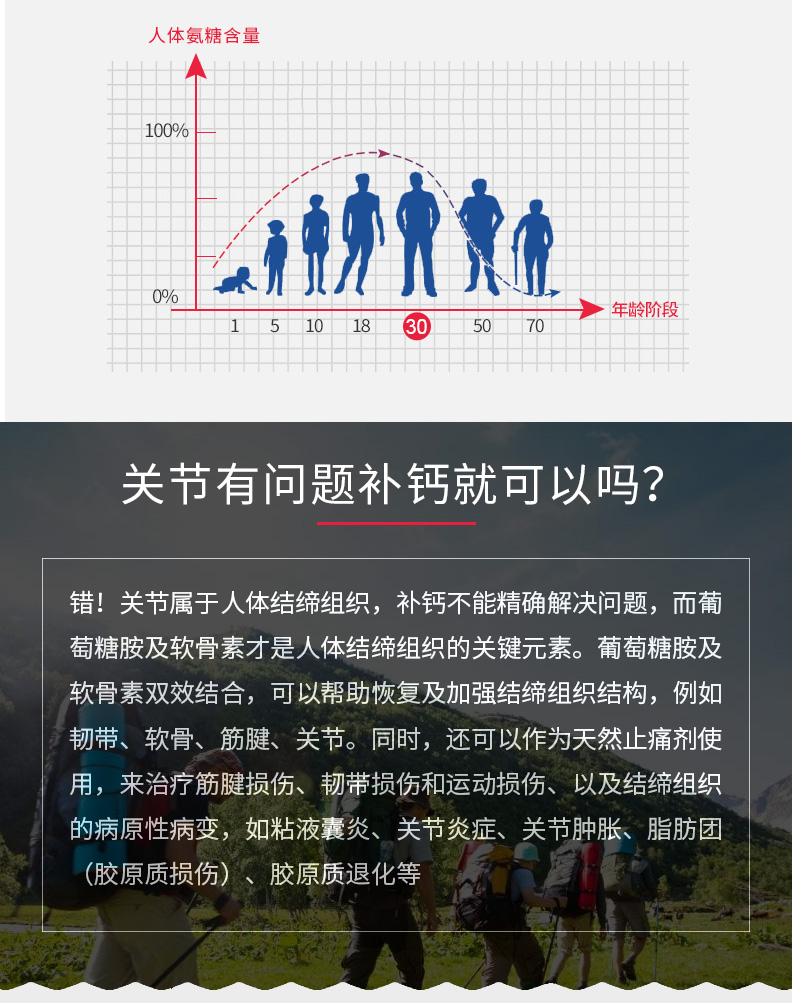 人体氨糖含量
100%
0%
年龄阶段
1 5 10 18 30 50 70
关节有问题补钙就可以吗？
错！关节属于人体结缔组织，补钙不能精确解决问题，而葡
萄糖胺及软骨素才是人体结缔组织的关键元素。葡萄糖胺及
软骨素双效结合，可以帮助恢复及加强结缔组织结构，例如
韧带、软骨、筋腱、关节。同时，还可以作为天然止痛剂使
用，来治疗筋腱损伤、韧带损伤和运动损伤、以及结缔组织
的病原性病变，如粘液囊炎、关节炎症、关节肿胀、脂肪团
（胶原质损伤）、胶原质退化等